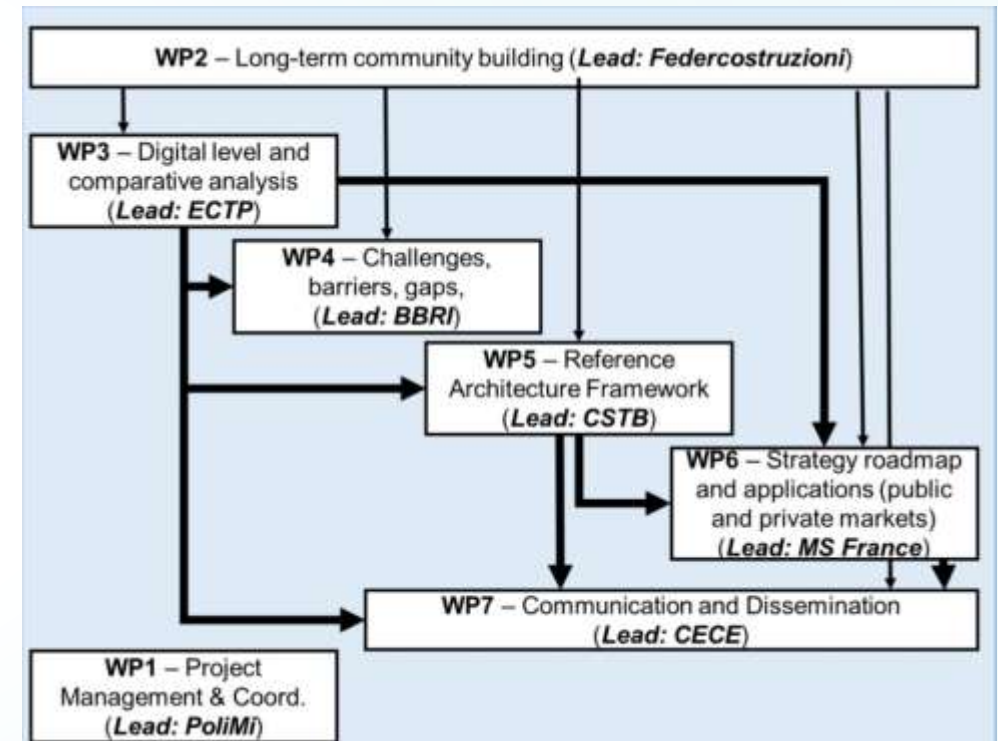 WP2 – Long-term community building (Lead: Federcostruzioni)
WP3 – Digital level and
comparative analysis
(Lead: ECTP)
WP4 – Challenges,
barriers, gaps,
(Lead: BBRI)
WP5 – Reference
Architecture Framework
(Lead: CSTB)
WP6 – Strategy roadmap
and applications (public
and private markets)
(Lead: MS France)
WP7 – Communication and Dissemination
(Lead: CECE)
WP1 – Project
Management & Coord.
(Lead: PoliMi)